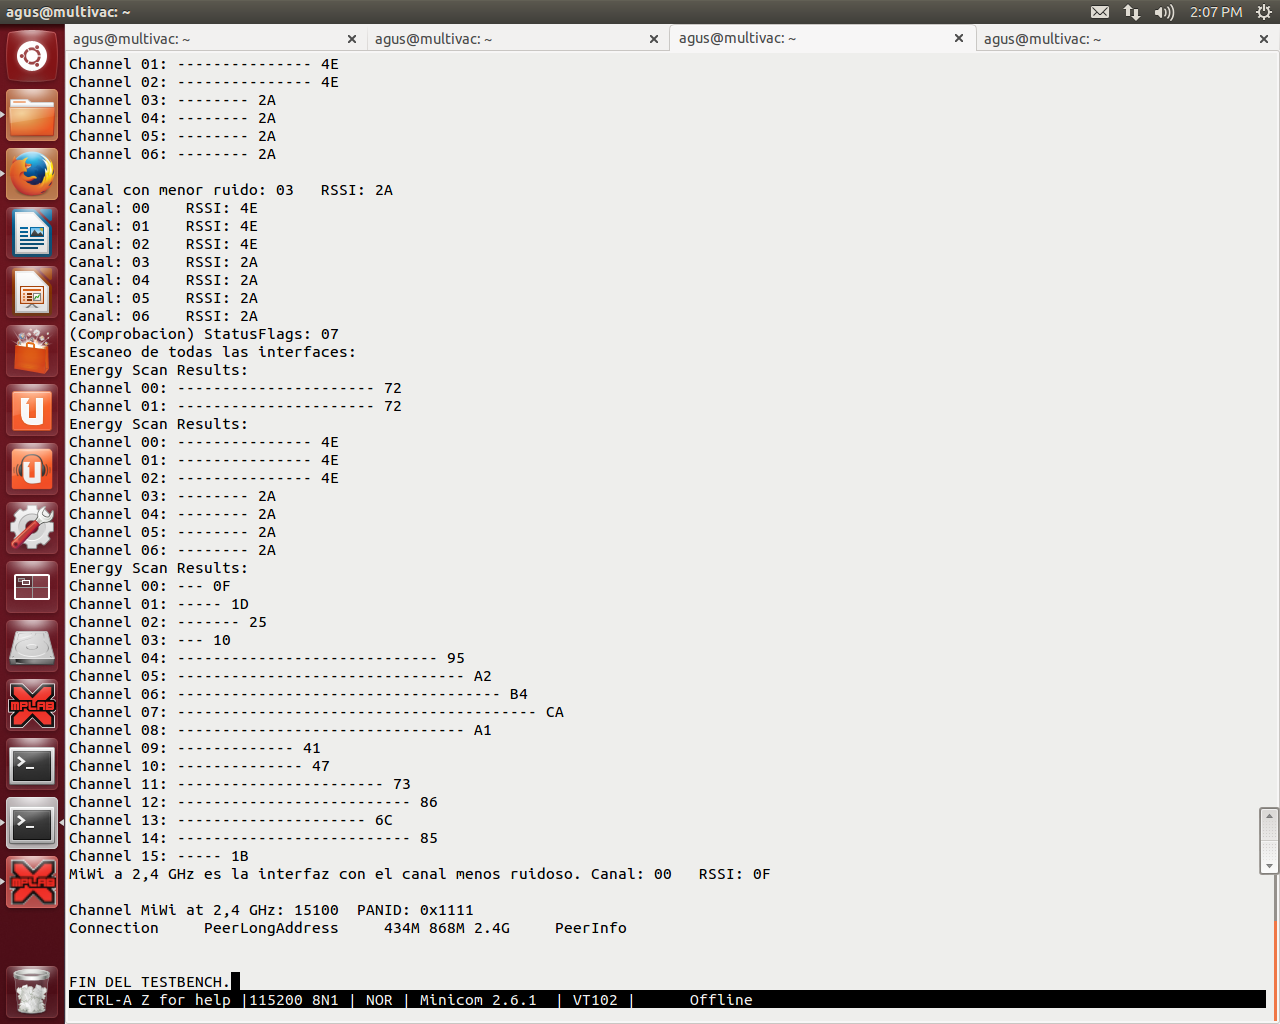 agus@multivac: ~
2:07 PM
agus@multivac: ~ × agus@multivac: ~ × agus@multivac: ~ × agus@multivac: ~ ×
Channel 01: --------------- 4E
Channel 02: --------------- 4E
Channel 03: -------- 2A
Channel 04: -------- 2A
Channel 05: -------- 2A
Channel 06: -------- 2A
Canal con menor ruido: 03   RSSI: 2A
Canal: 00    RSSI: 4E
Canal: 01    RSSI: 4E
Canal: 02    RSSI: 4E
Canal: 03    RSSI: 2A
Canal: 04    RSSI: 2A
Canal: 05    RSSI: 2A
Canal: 06    RSSI: 2A
(Comprobacion) StatusFlags: 07
Escaneo de todas las interfaces:
Energy Scan Results:
Channel 00: ---------------------- 72
Channel 01: ---------------------- 72
Energy Scan Results:
Channel 00: --------------- 4E
Channel 01: --------------- 4E
Channel 02: --------------- 4E
Channel 03: -------- 2A
Channel 04: -------- 2A
Channel 05: -------- 2A
Channel 06: -------- 2A
Energy Scan Results:
Channel 00: --- 0F
Channel 01: ----- 1D
Channel 02: ------- 25
Channel 03: --- 10
Channel 04: ----------------------------- 95
Channel 05: -------------------------------- A2
Channel 06: ------------------------------------ B4
Channel 07: ---------------------------------------- CA
Channel 08: -------------------------------- A1
Channel 09: ------------- 41
Channel 10: -------------- 47
Channel 11: ----------------------- 73
Channel 12: -------------------------- 86
Channel 13: --------------------- 6C
Channel 14: -------------------------- 85
Channel 15: ----- 1B
MiWi a 2,4 GHz es la interfaz con el canal menos ruidoso. Canal: 00   RSSI: 0F
Channel MiWi at 2,4 GHz: 15100  PANID: 0x1111
Connection     PeerLongAddress     434M 868M 2.4G     PeerInfo
FIN DEL TESTBENCH.
CTRL-A Z for help |115200 8N1 | NOR | Minicom 2.6.1  | VT102 |      Offline